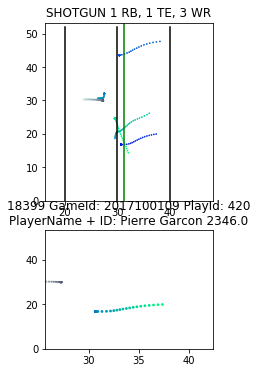 SHOTGUN 1 RB, 1 TE, 3 WR
50
40
30
20
10
0
20 30 40
18399 GameId: 2017100109 PlayId: 420
PlayerName + ID: Pierre Garcon 2346.0
40
20
0
30 35 40